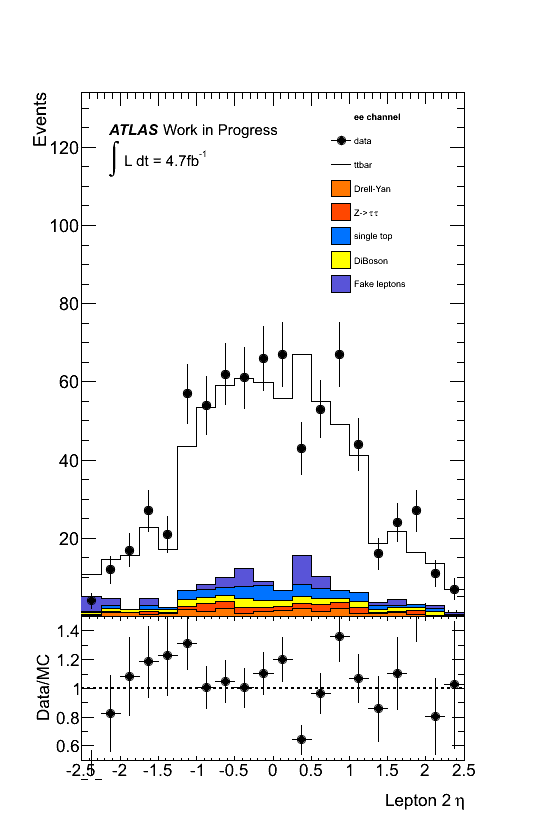 Events
ATLAS Work in Progress
∫ L dt = 4.7fb⁻¹
ee channel
data
ttbar
Drell-Yan
Z->ττ
single top
DiBoson
Fake leptons
120
100
80
60
40
20
Data/MC
1.4
1.2
1
0.8
0.6
-2.5 -2 -1.5 -1 -0.5 0 0.5 1 1.5 2 2.5
Lepton 2 η